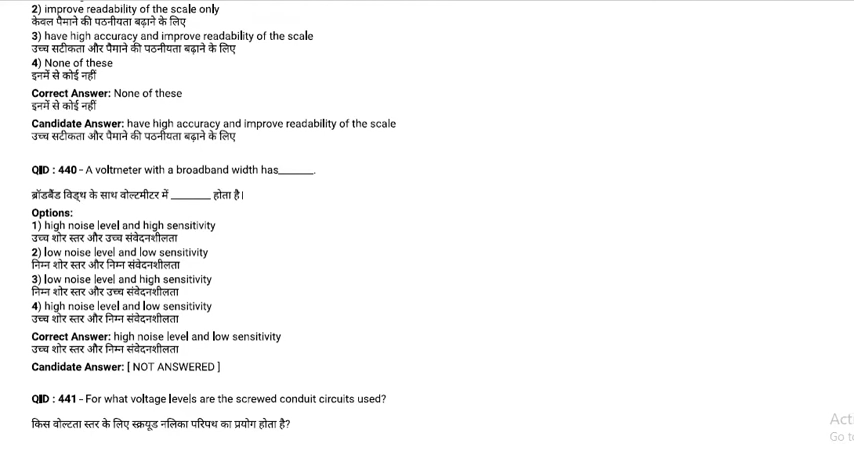 2) improve readability of the scale only
केवल पैमाने की पठनीयता बढ़ाने के लिए
3) have high accuracy and improve readability of the scale
उच्च सटीकता और पैमाने की पठनीयता बढ़ाने के लिए
4) None of these
इनमें से कोई नहीं
Correct Answer: None of these
इनमें से कोई नहीं
Candidate Answer: have high accuracy and improve readability of the scale
उच्च सटीकता और पैमाने की पठनीयता बढ़ाने के लिए
QID : 440 - A voltmeter with a broadband width has______.
ब्रॉडबैंड विड्थ के साथ वोल्टमीटर में _______ होता है।
Options:
1) high noise level and high sensitivity
उच्च शोर स्तर और उच्च संवेदनशीलता
2) low noise level and low sensitivity
निम्न शोर स्तर और निम्न संवेदनशीलता
3) low noise level and high sensitivity
निम्न शोर स्तर और उच्च संवेदनशीलता
4) high noise level and low sensitivity
उच्च शोर स्तर और निम्न संवेदनशीलता
Correct Answer: high noise level and low sensitivity
उच्च शोर स्तर और निम्न संवेदनशीलता
Candidate Answer: [ NOT ANSWERED ]
QID : 441 - For what voltage levels are the screwed conduit circuits used?
किस वोल्टता स्तर के लिए स्क्रयूड नलिका परिपथ का प्रयोग होता है?
Act
Go t